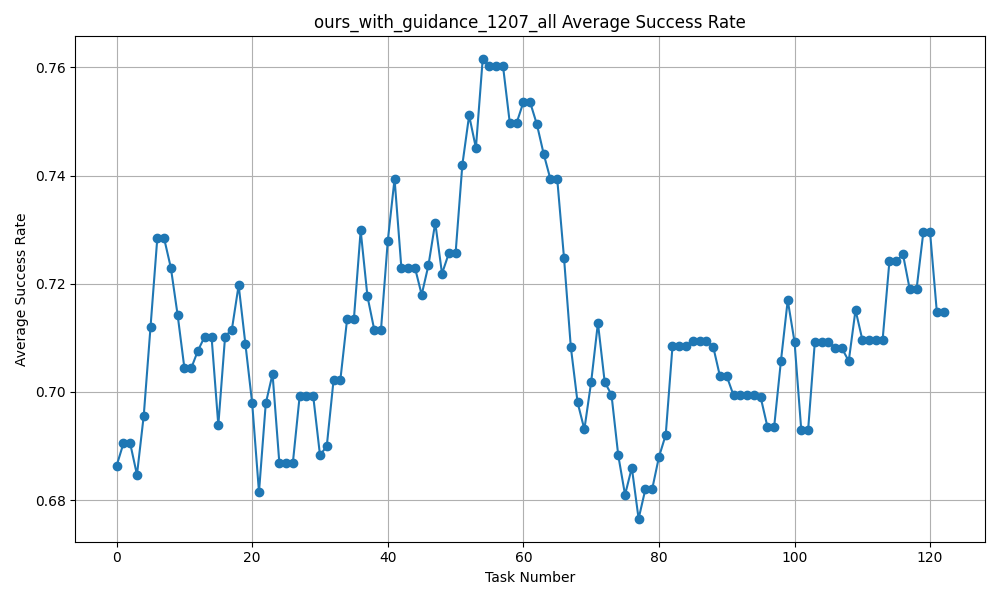 ours_with_guidance_1207_all Average Success Rate
0.76
0.74
0.72
0.70
0.68
Average Success Rate
0 20 40 60 80 100 120
Task Number